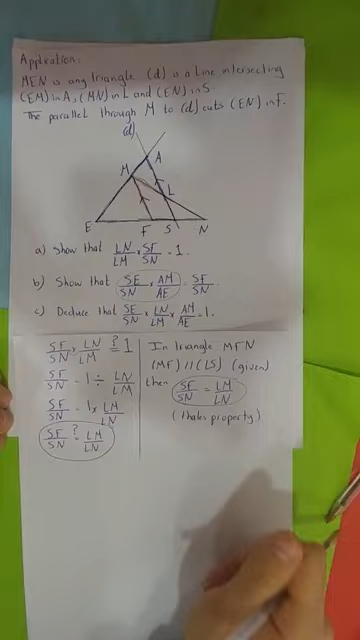 Application:
MEN is any triangle (d) is a line intersecting
(EM) in A, (MN) in L and (EN) in S.
The parallel through M to (d) cuts (EN) in F.
(d)
A
M
L
E F S N
a) Show that LN/LM × SF/SN = 1.
b) Show that SE/SN × AM/AE = SF/SN.
c) Deduce that SE/SN × LN/LM × AM/AE = 1.
SF/SN × LN/LM ?= 1
SF/SN = 1 ÷ LN/LM
SF/SN = 1 × LM/LN
SF/SN ?= LM/LN
In triangle MFN
(MF) // (LS) (given)
then SF/SN = LM/LN
(thales property)